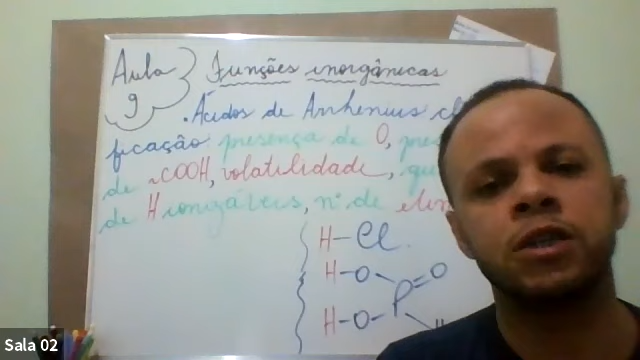 Aula
9
Funções inorgânicas
. Ácidos de Arrhenius
ficação presença de O,
de -COOH, volatilidade,
de H ionizáveis, nº de
H-Cl.
H-O
P=O
H-O
H
Sala 02